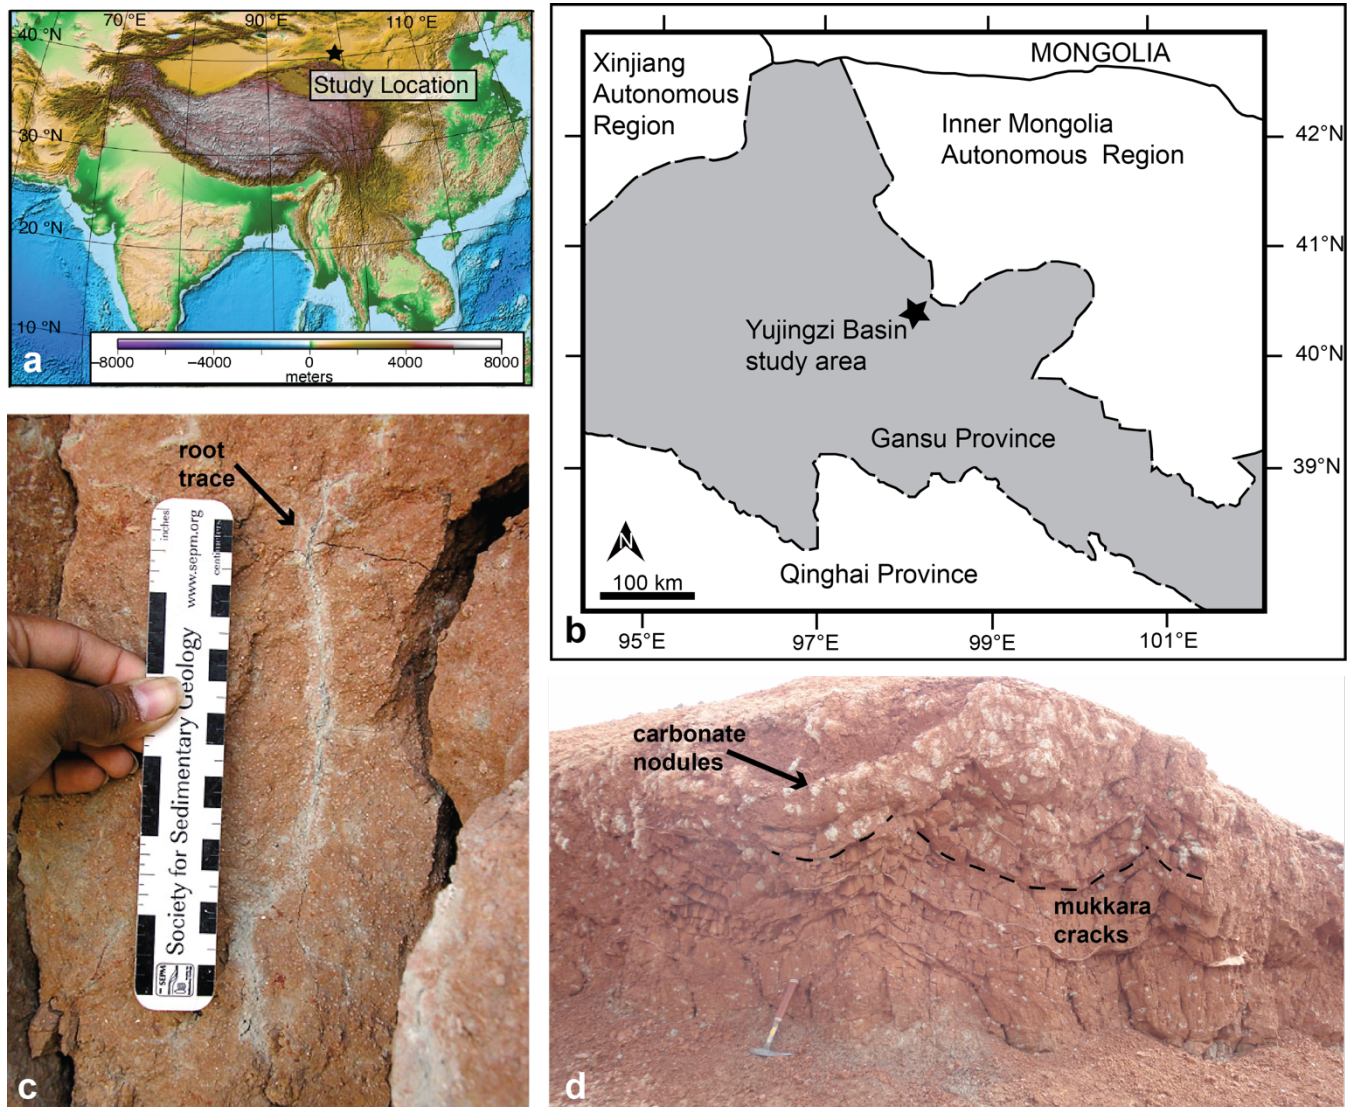 70 °E
90 °E
110 °E
40 °N
30 °N
20 °N
10 °N
Study Location
-8000
-4000
0
4000
8000
meters
a
Xinjiang
Autonomous
Region
MONGOLIA
Inner Mongolia
Autonomous Region
42°N
41°N
40°N
39°N
Yujingzi Basin
study area
Gansu Province
Qinghai Province
N
100 km
b
95°E
97°E
99°E
101°E
root
trace
inches
www.sepm.org
centimeters
Society for Sedimentary Geology
SEPM
c
carbonate
nodules
mukkara
cracks
d